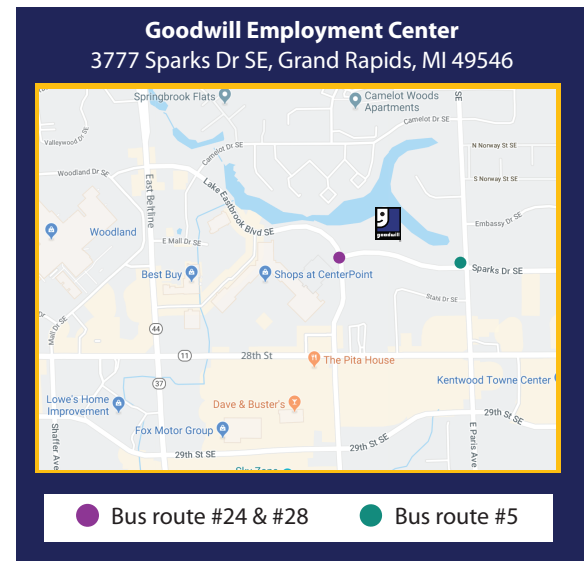 Goodwill Employment Center
3777 Sparks Dr SE, Grand Rapids, MI 49546
Springbrook Flats
Camelot Woods
Apartments
SE
Camelot Dr SE
Valleywood Dr SE
Camelot Dr SE
N Norway St SE
Woodland Dr SE
East Beltline
S Norway St SE
Lake Eastbrook Blvd SE
goodwill
Embassy Dr SE
Woodland
E Mall Dr SE
Best Buy
Shops at CenterPoint
Sparks Dr SE
Stahl Dr SE
Mall Dr SE
44
11
28th St
The Pita House
37
Kentwood Towne Center
Lowe's Home
Improvement
Dave & Buster's
29th St SE
Fox Motor Group
Shaffer Ave
29th St SE
29th St SE
E Paris Ave SE
Sky Zone
Bus route #24 & #28
Bus route #5